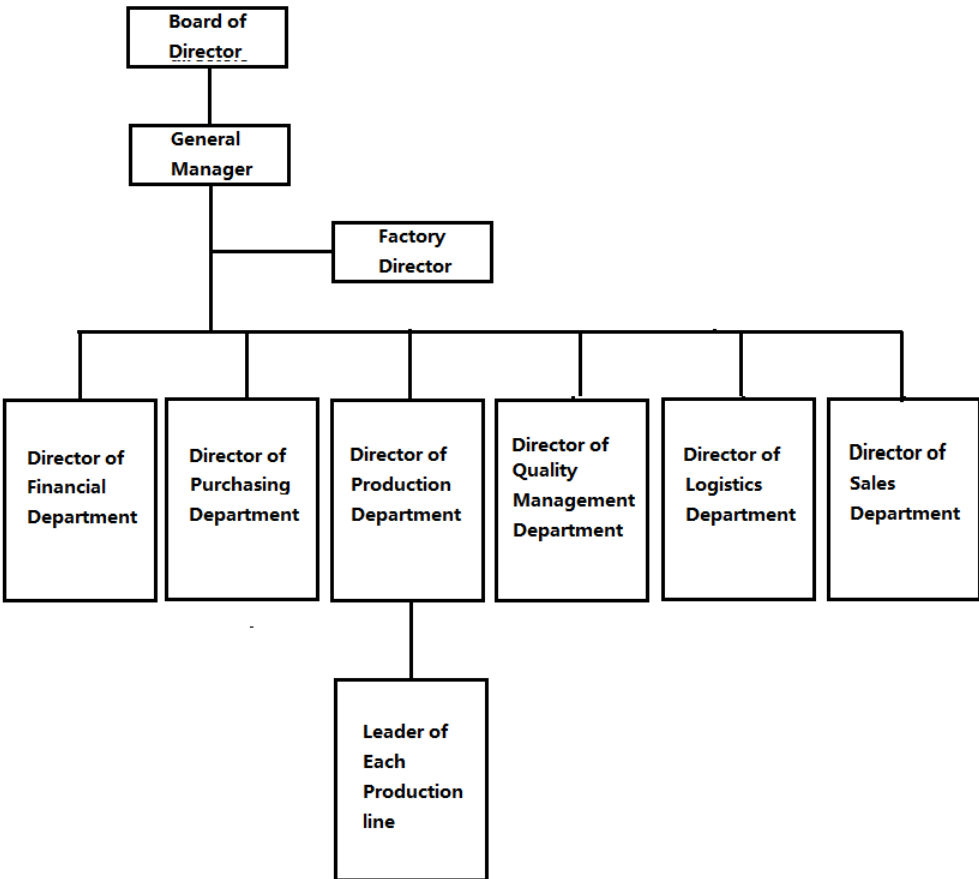 Board of
Director
General
Manager
Factory
Director
Director of
Financial
Department
Director of
Purchasing
Department
Director of
Production
Department
Director of
Quality
Management
Department
Director of
Logistics
Department
Director of
Sales
Department
Leader of
Each
Production
line